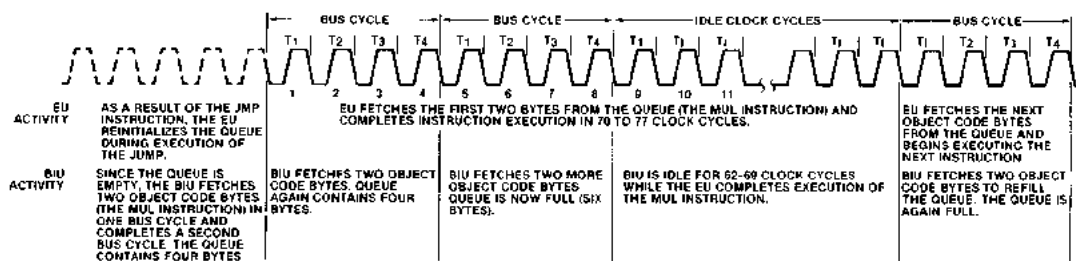 BUS CYCLE BUS CYCLE IDLE CLOCK CYCLES BUS CYCLE
T1 T2 T3 T4 T1 T2 T3 T4 TI TI TI TI TI TI T2 T3 T4
1 2 3 4 5 6 7 8 9 10 11
EU
ACTIVITY
AS A RESULT OF THE JMP
INSTRUCTION, THE EU
REINITIALIZES THE QUEUE
DURING EXECUTION OF
THE JUMP.
EU FETCHES THE FIRST TWO BYTES FROM THE QUEUE (THE MUL INSTRUCTION) AND
COMPLETES INSTRUCTION EXECUTION IN 70 TO 77 CLOCK CYCLES.
EU FETCHES THE NEXT
OBJECT CODE BYTES
FROM THE QUEUE AND
BEGINS EXECUTING THE
NEXT INSTRUCTION
BIU
ACTIVITY
SINCE THE QUEUE IS
EMPTY, THE BIU FETCHES
TWO OBJECT CODE BYTES
(THE MUL INSTRUCTION) IN
ONE BUS CYCLE AND
COMPLETES A SECOND
BUS CYCLE. THE QUEUE
CONTAINS FOUR BYTES
BIU FETCHES TWO OBJECT
CODE BYTES. QUEUE
AGAIN CONTAINS FOUR
BYTES.
BIU FETCHES TWO MORE
OBJECT CODE BYTES
QUEUE IS NOW FULL (SIX
BYTES).
BIU IS IDLE FOR 62-69 CLOCK CYCLES
WHILE THE EU COMPLETES EXECUTION OF
THE MUL INSTRUCTION.
BIU FETCHES TWO OBJECT
CODE BYTES TO REFILL
THE QUEUE. THE QUEUE IS
AGAIN FULL.